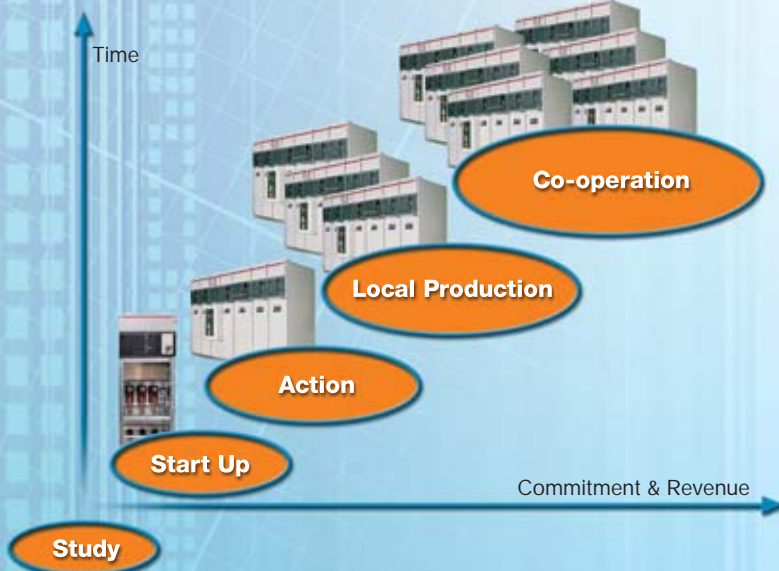 Time
Co-operation
Local Production
Action
Start Up
Commitment & Revenue
Study